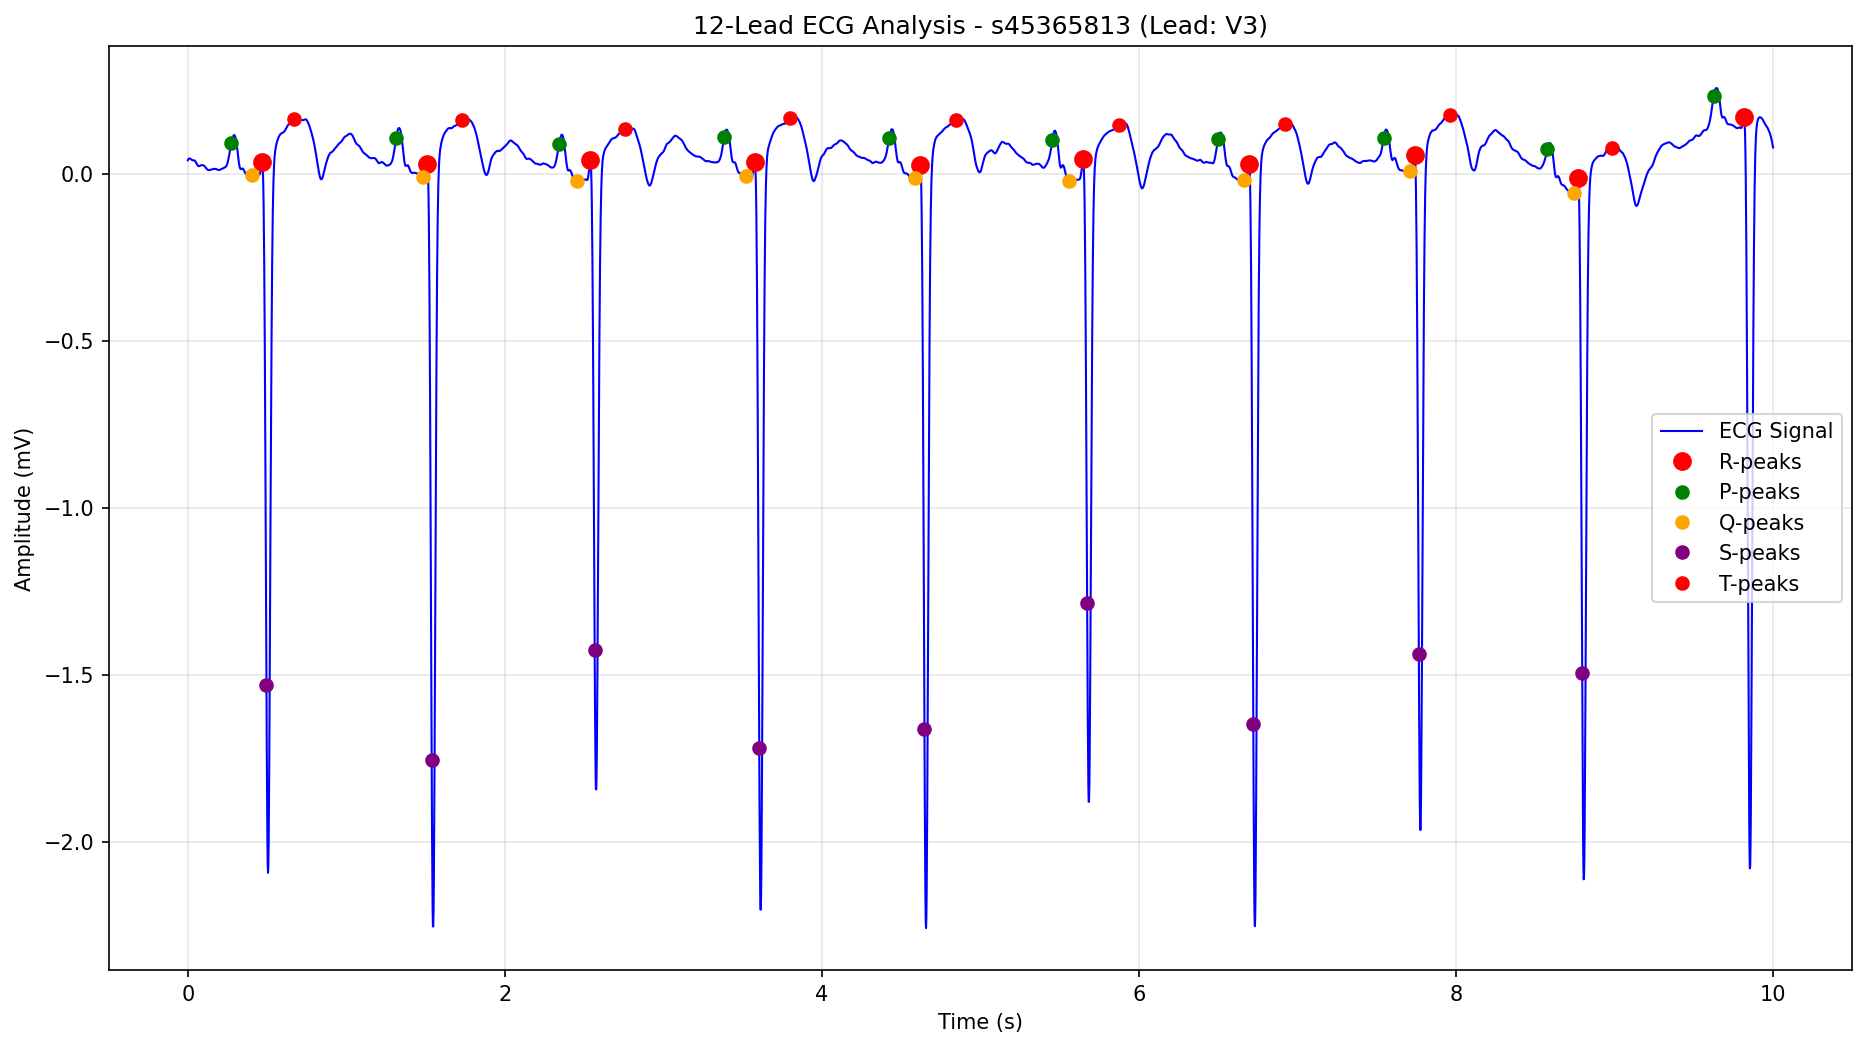 12-Lead ECG Analysis - s45365813 (Lead: V3)
Amplitude (mV)
0.0
−0.5
−1.0
−1.5
−2.0
ECG Signal
R-peaks
P-peaks
Q-peaks
S-peaks
T-peaks
0 2 4 6 8 10
Time (s)